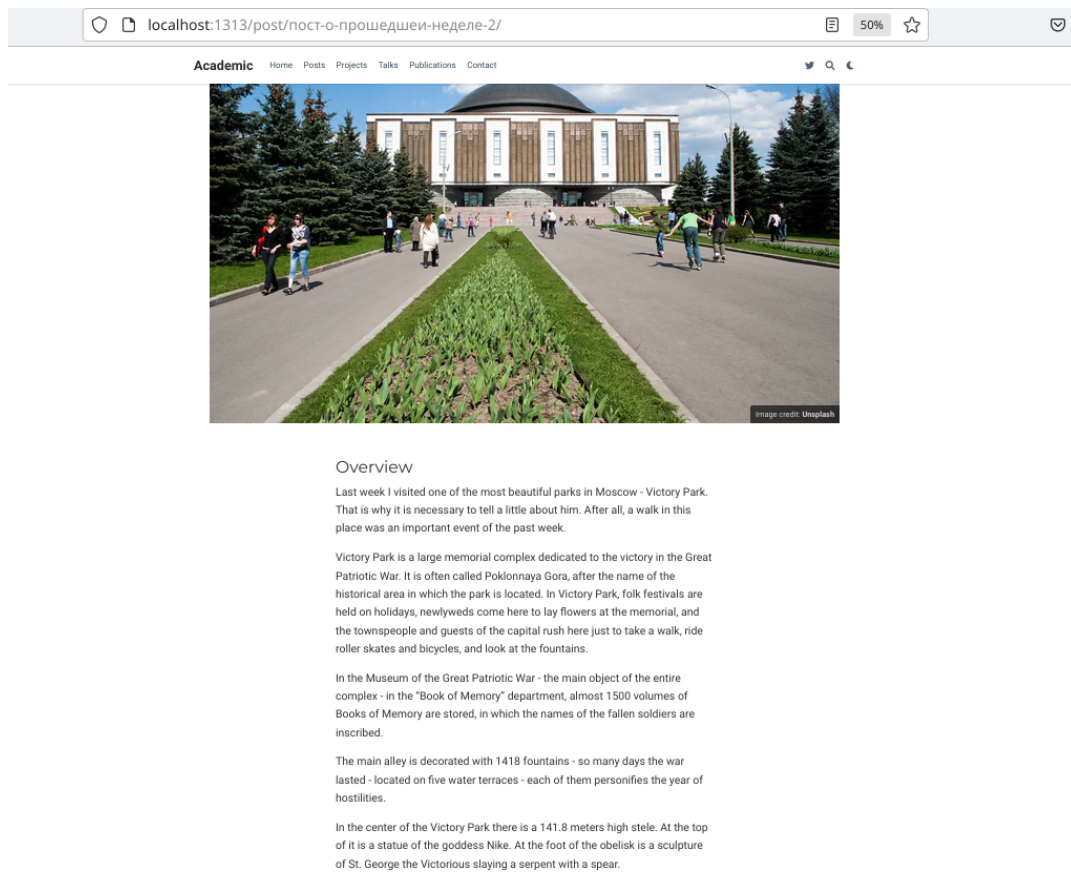 localhost:1313/post/пост-о-прошедшеи-неделе-2/
50%
Academic Home Posts Projects Talks Publications Contact
Image credit: Unsplash
Overview
Last week I visited one of the most beautiful parks in Moscow - Victory Park.
That is why it is necessary to tell a little about him. After all, a walk in this
place was an important event of the past week.
Victory Park is a large memorial complex dedicated to the victory in the Great
Patriotic War. It is often called Poklonnaya Gora, after the name of the
historical area in which the park is located. In Victory Park, folk festivals are
held on holidays, newlyweds come here to lay flowers at the memorial, and
the townspeople and guests of the capital rush here just to take a walk, ride
roller skates and bicycles, and look at the fountains.
In the Museum of the Great Patriotic War - the main object of the entire
complex - in the “Book of Memory” department, almost 1500 volumes of
Books of Memory are stored, in which the names of the fallen soldiers are
inscribed.
The main alley is decorated with 1418 fountains - so many days the war
lasted - located on five water terraces - each of them personifies the year of
hostilities.
In the center of the Victory Park there is a 141.8 meters high stele. At the top
of it is a statue of the goddess Nike. At the foot of the obelisk is a sculpture
of St. George the Victorious slaying a serpent with a spear.